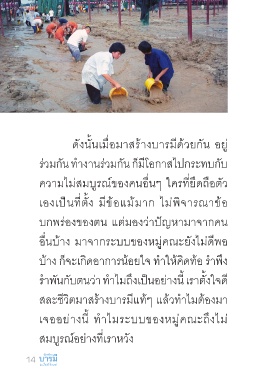 ดังนั้นเมื่อมาสร้างบารมีด้วยกัน อยู่
ร่วมกัน ทำงานร่วมกัน ก็มีโอกาสไปกระทบกับ
ความไม่สมบูรณ์ของคนอื่นๆ ใครที่ยึดถือตัว
เองเป็นที่ตั้ง มีข้อแม้มาก ไม่พิจารณาข้อ
บกพร่องของตน แต่มองว่าปัญหามาจากคน
อื่นบ้าง มาจากระบบของหมู่คณะยังไม่ดีพอ
บ้าง ก็จะเกิดอาการน้อยใจ ทำให้คิดท้อ รำพึง
รำพันกับตนว่า ทำไมถึงเป็นอย่างนี้ เราตั้งใจดี
สละชีวิตมาสร้างบารมีแท้ๆ แล้วทำไมต้องมา
เจออย่างนี้ ทำไมระบบของหมู่คณะถึงไม่
สมบูรณ์อย่างที่เราหวัง
14 บารมี